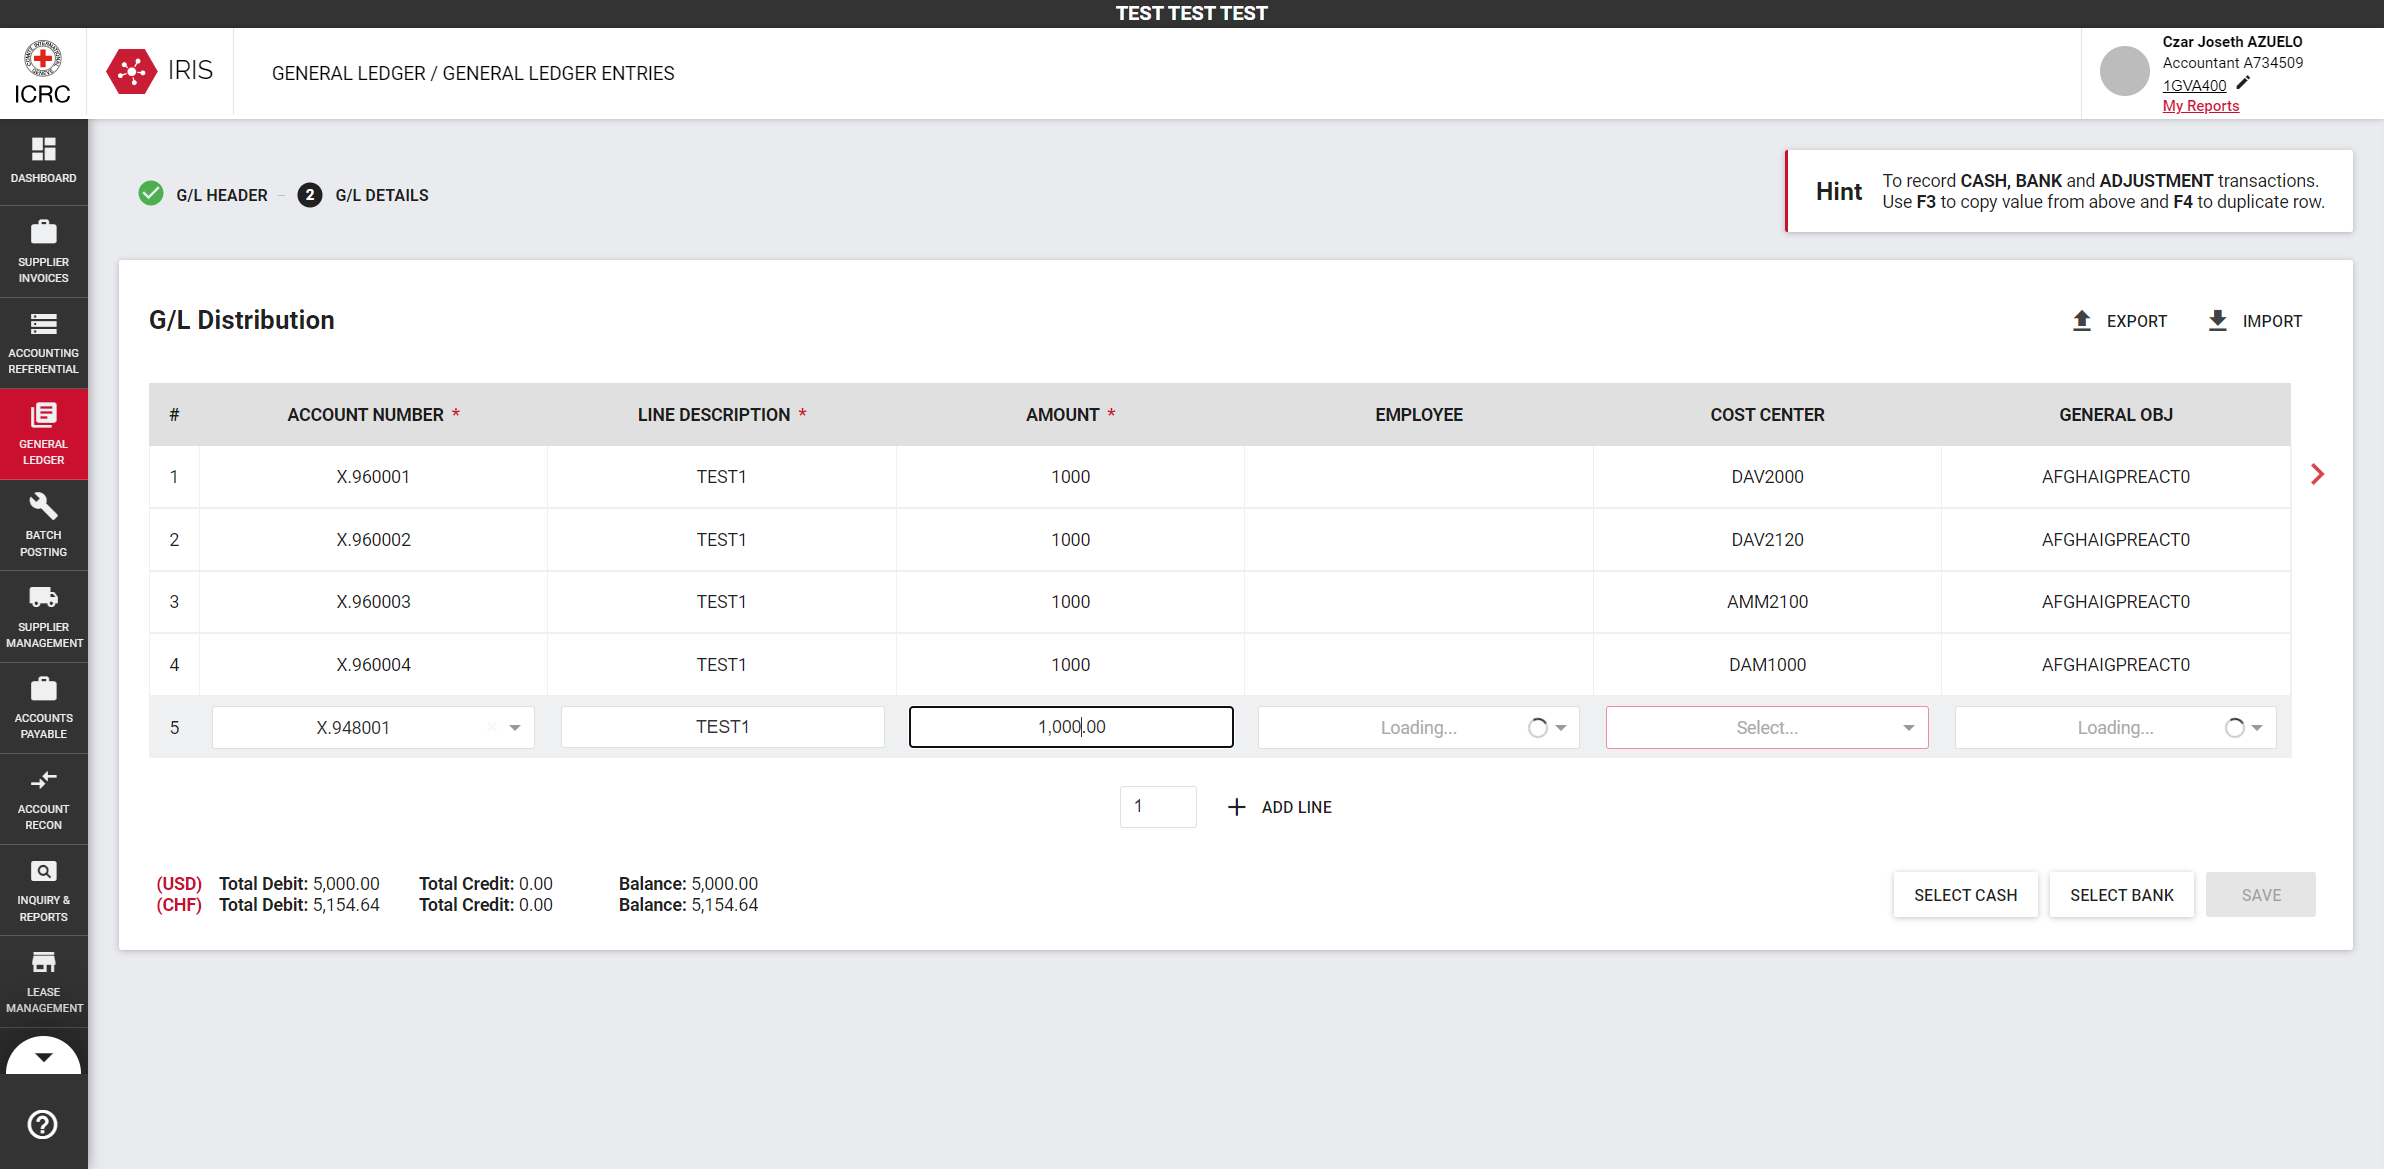 TEST TEST TEST
ICRC
IRIS
GENERAL LEDGER / GENERAL LEDGER ENTRIES
Czar Joseth AZUELO
Accountant A734509
1GVA400
My Reports
DASHBOARD
SUPPLIER
INVOICES
ACCOUNTING
REFERENTIAL
GENERAL
LEDGER
BATCH
POSTING
SUPPLIER
MANAGEMENT
ACCOUNTS
PAYABLE
ACCOUNT
RECON
INQUIRY &
REPORTS
LEASE
MANAGEMENT
G/L HEADER – 2 G/L DETAILS
Hint
To record CASH, BANK and ADJUSTMENT transactions.
Use F3 to copy value from above and F4 to duplicate row.
G/L Distribution
EXPORT IMPORT
# ACCOUNT NUMBER * LINE DESCRIPTION * AMOUNT * EMPLOYEE COST CENTER GENERAL OBJ
1 X.960001 TEST1 1000 DAV2000 AFGHAIGPREACT0
2 X.960002 TEST1 1000 DAV2120 AFGHAIGPREACT0
3 X.960003 TEST1 1000 AMM2100 AFGHAIGPREACT0
4 X.960004 TEST1 1000 DAM1000 AFGHAIGPREACT0
5 X.948001 TEST1 1,000.00 Loading... Select... Loading...
1 + ADD LINE
(USD) Total Debit: 5,000.00 Total Credit: 0.00 Balance: 5,000.00
(CHF) Total Debit: 5,154.64 Total Credit: 0.00 Balance: 5,154.64
SELECT CASH SELECT BANK SAVE